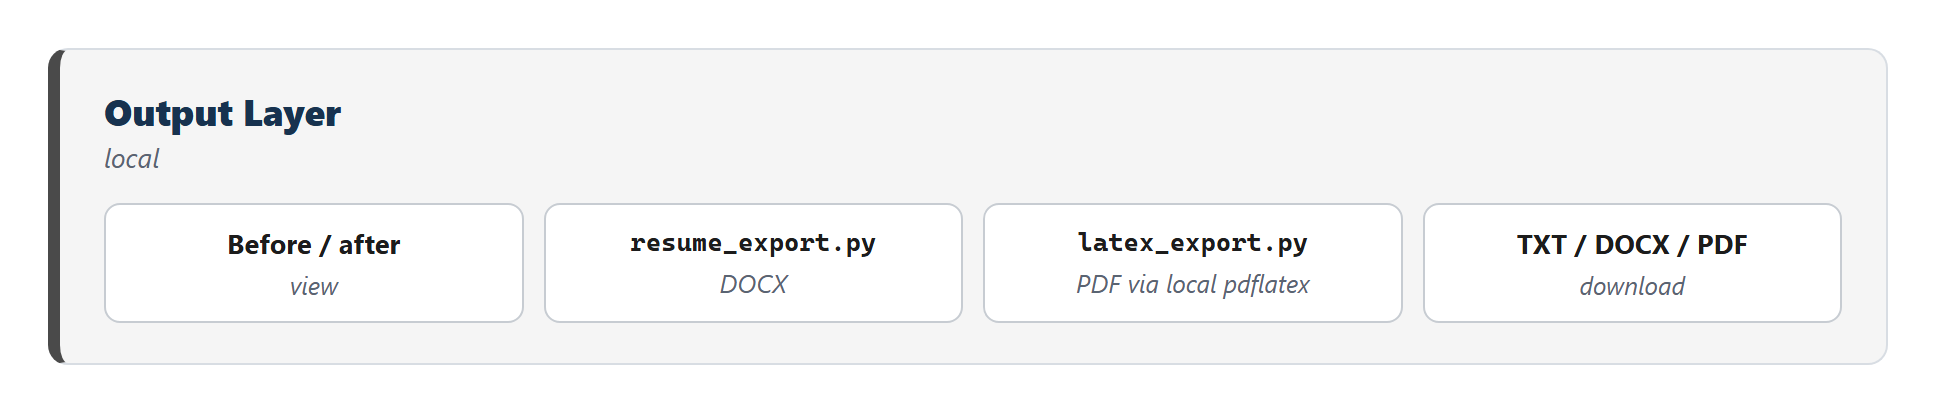 Output Layer
local
Before / after
view
resume_export.py
DOCX
latex_export.py
PDF via local pdflatex
TXT / DOCX / PDF
download